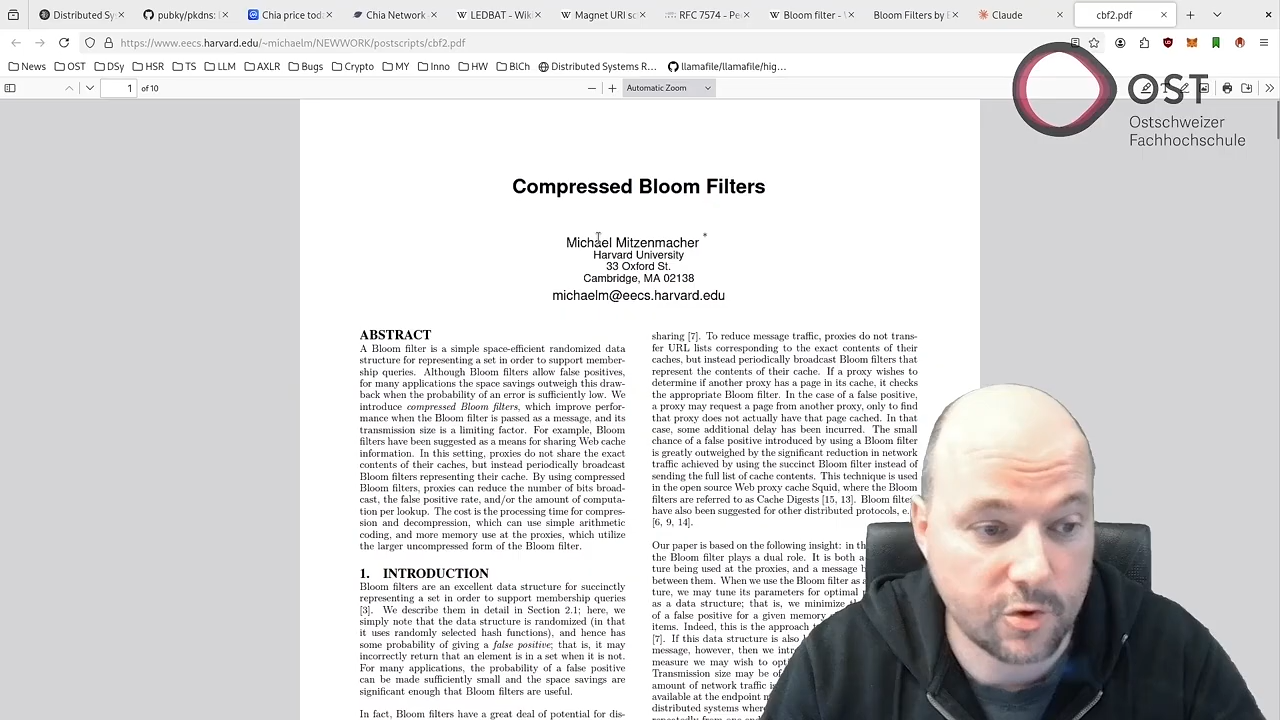 Distributed Sy
pubky/pkdns: D
Chia price tod
Chia Network
LEDBAT - Wiki
Magnet URI sc
RFC 7574 - Pe
Bloom filter - W
Bloom Filters by
Claude
cbf2.pdf
https://www.eecs.harvard.edu/~michaelm/NEWWORK/postscripts/cbf2.pdf
News OST DSy HSR TS LLM AXLR Bugs Crypto MY Inno HW BlCh Distributed Systems R... llamafile/llamafile/hig...
1 of 10
Automatic Zoom
OST
Ostschweizer
Fachhochschule
Compressed Bloom Filters
Michael Mitzenmacher *
Harvard University
33 Oxford St.
Cambridge, MA 02138
michaelm@eecs.harvard.edu
ABSTRACT
A Bloom filter is a simple space-efficient randomized data
structure for representing a set in order to support member-
ship queries. Although Bloom filters allow false positives,
for many applications the space savings outweigh this draw-
back when the probability of an error is sufficiently low. We
introduce compressed Bloom filters, which improve perfor-
mance when the Bloom filter is passed as a message, and its
transmission size is a limiting factor. For example, Bloom
filters have been suggested as a means for sharing Web cache
information. In this setting, proxies do not share the exact
contents of their caches, but instead periodically broadcast
Bloom filters representing their cache. By using compressed
Bloom filters, proxies can reduce the number of bits broad-
cast, the false positive rate, and/or the amount of computa-
tion per lookup. The cost is the processing time for compres-
sion and decompression, which can use simple arithmetic
coding, and more memory use at the proxies, which utilize
the larger uncompressed form of the Bloom filter.
1. INTRODUCTION
Bloom filters are an excellent data structure for succinctly
representing a set in order to support membership queries
[3]. We describe them in detail in Section 2.1; here, we
simply note that the data structure is randomized (in that
it uses randomly selected hash functions), and hence has
some probability of giving a false positive; that is, it may
incorrectly return that an element is in a set when it is not.
For many applications, the probability of a false positive
can be made sufficiently small and the space savings are
significant enough that Bloom filters are useful.
In fact, Bloom filters have a great deal of potential for dis-
sharing [7]. To reduce message traffic, proxies do not trans-
fer URL lists corresponding to the exact contents of their
caches, but instead periodically broadcast Bloom filters that
represent the contents of their cache. If a proxy wishes to
determine if another proxy has a page in its cache, it checks
the appropriate Bloom filter. In the case of a false positive,
a proxy may request a page from another proxy, only to find
that proxy does not actually have that page cached. In that
case, some additional delay has been incurred. The small
chance of a false positive introduced by using a Bloom filter
is greatly outweighed by the significant reduction in network
traffic achieved by using the succinct Bloom filter instead of
sending the full list of cache contents. This technique is used
in the open source Web proxy cache Squid, where the Bloom
filters are referred to as Cache Digests [15, 13]. Bloom filte
have also been suggested for other distributed protocols, e.
[6, 9, 14].
Our paper is based on the following insight: in th
the Bloom filter plays a dual role. It is both a
ture being used at the proxies, and a message
between them. When we use the Bloom filter as a
ture, we may tune its parameters for optimal
as a data structure; that is, we minimize th
of a false positive for a given memory
items. Indeed, this is the approach t
[7]. If this data structure is also
message, however, then we intr
measure we may wish to opti
Transmission size may be of
amount of network traffic is
available at the endpoint m
distributed systems where